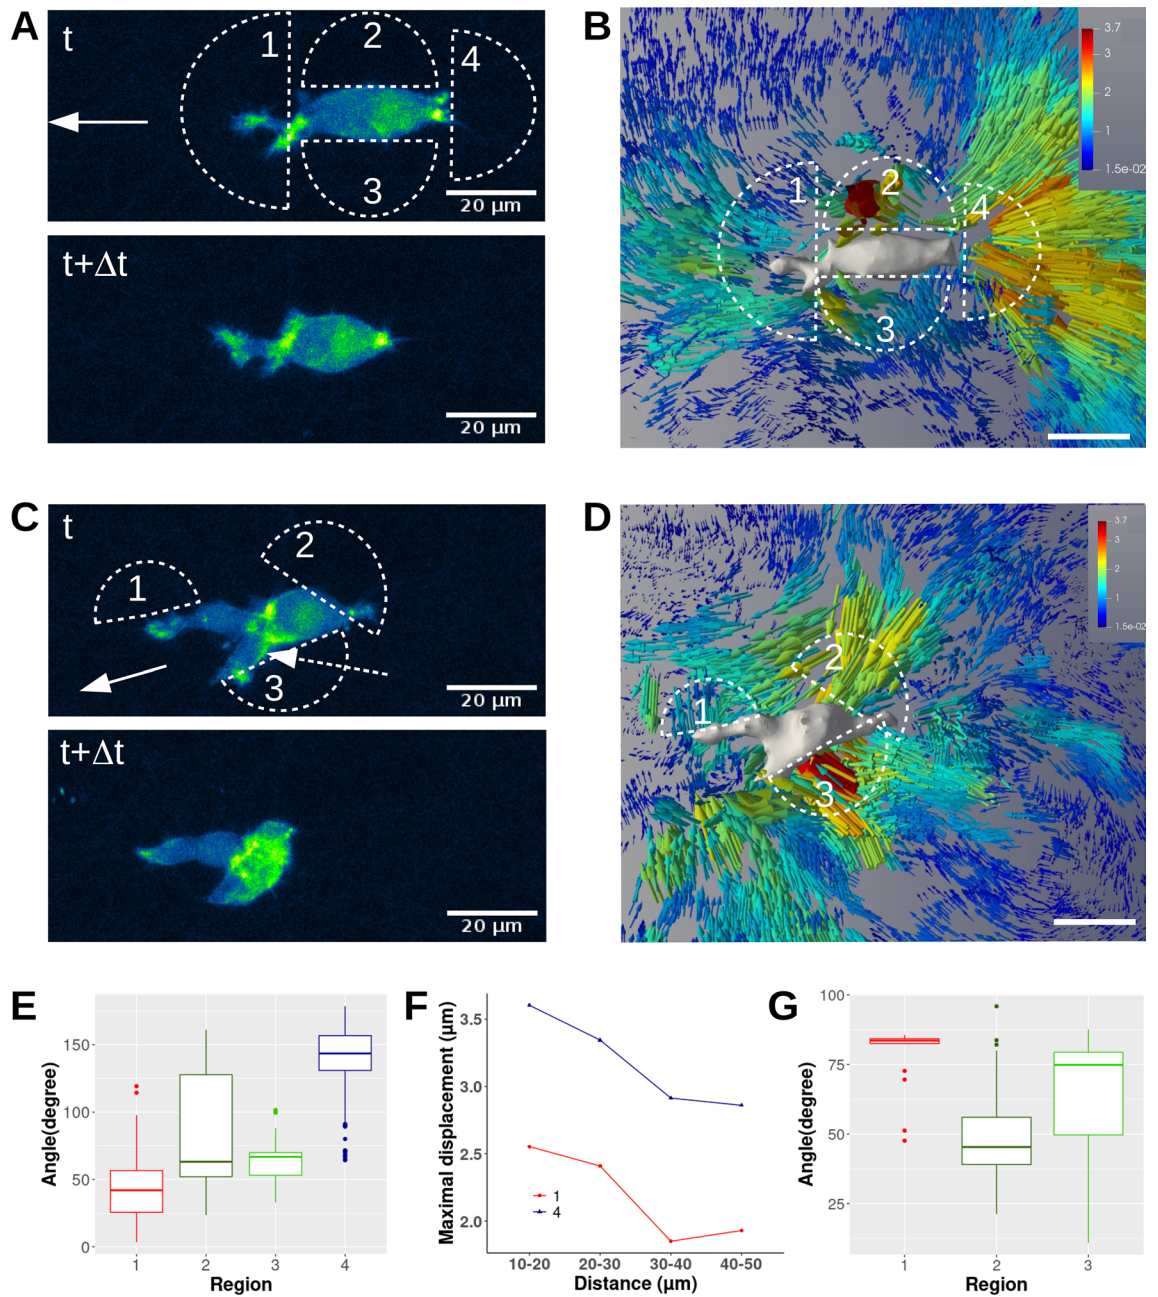 A
t
1
2
3
4
20 μm
t+Δt
20 μm
B
3.7
3
2
1
1.5e-02
1
2
3
4
C
t
1
2
3
20 μm
t+Δt
20 μm
D
3.7
3
2
1
1.5e-02
1
2
3
E
Angle(degree)
150
100
50
0
1 2 3 4
Region
F
Maximal displacement (μm)
3.5
3.0
2.5
2.0
1
4
10-20 20-30 30-40 40-50
Distance (μm)
G
Angle(degree)
100
75
50
25
1 2 3
Region